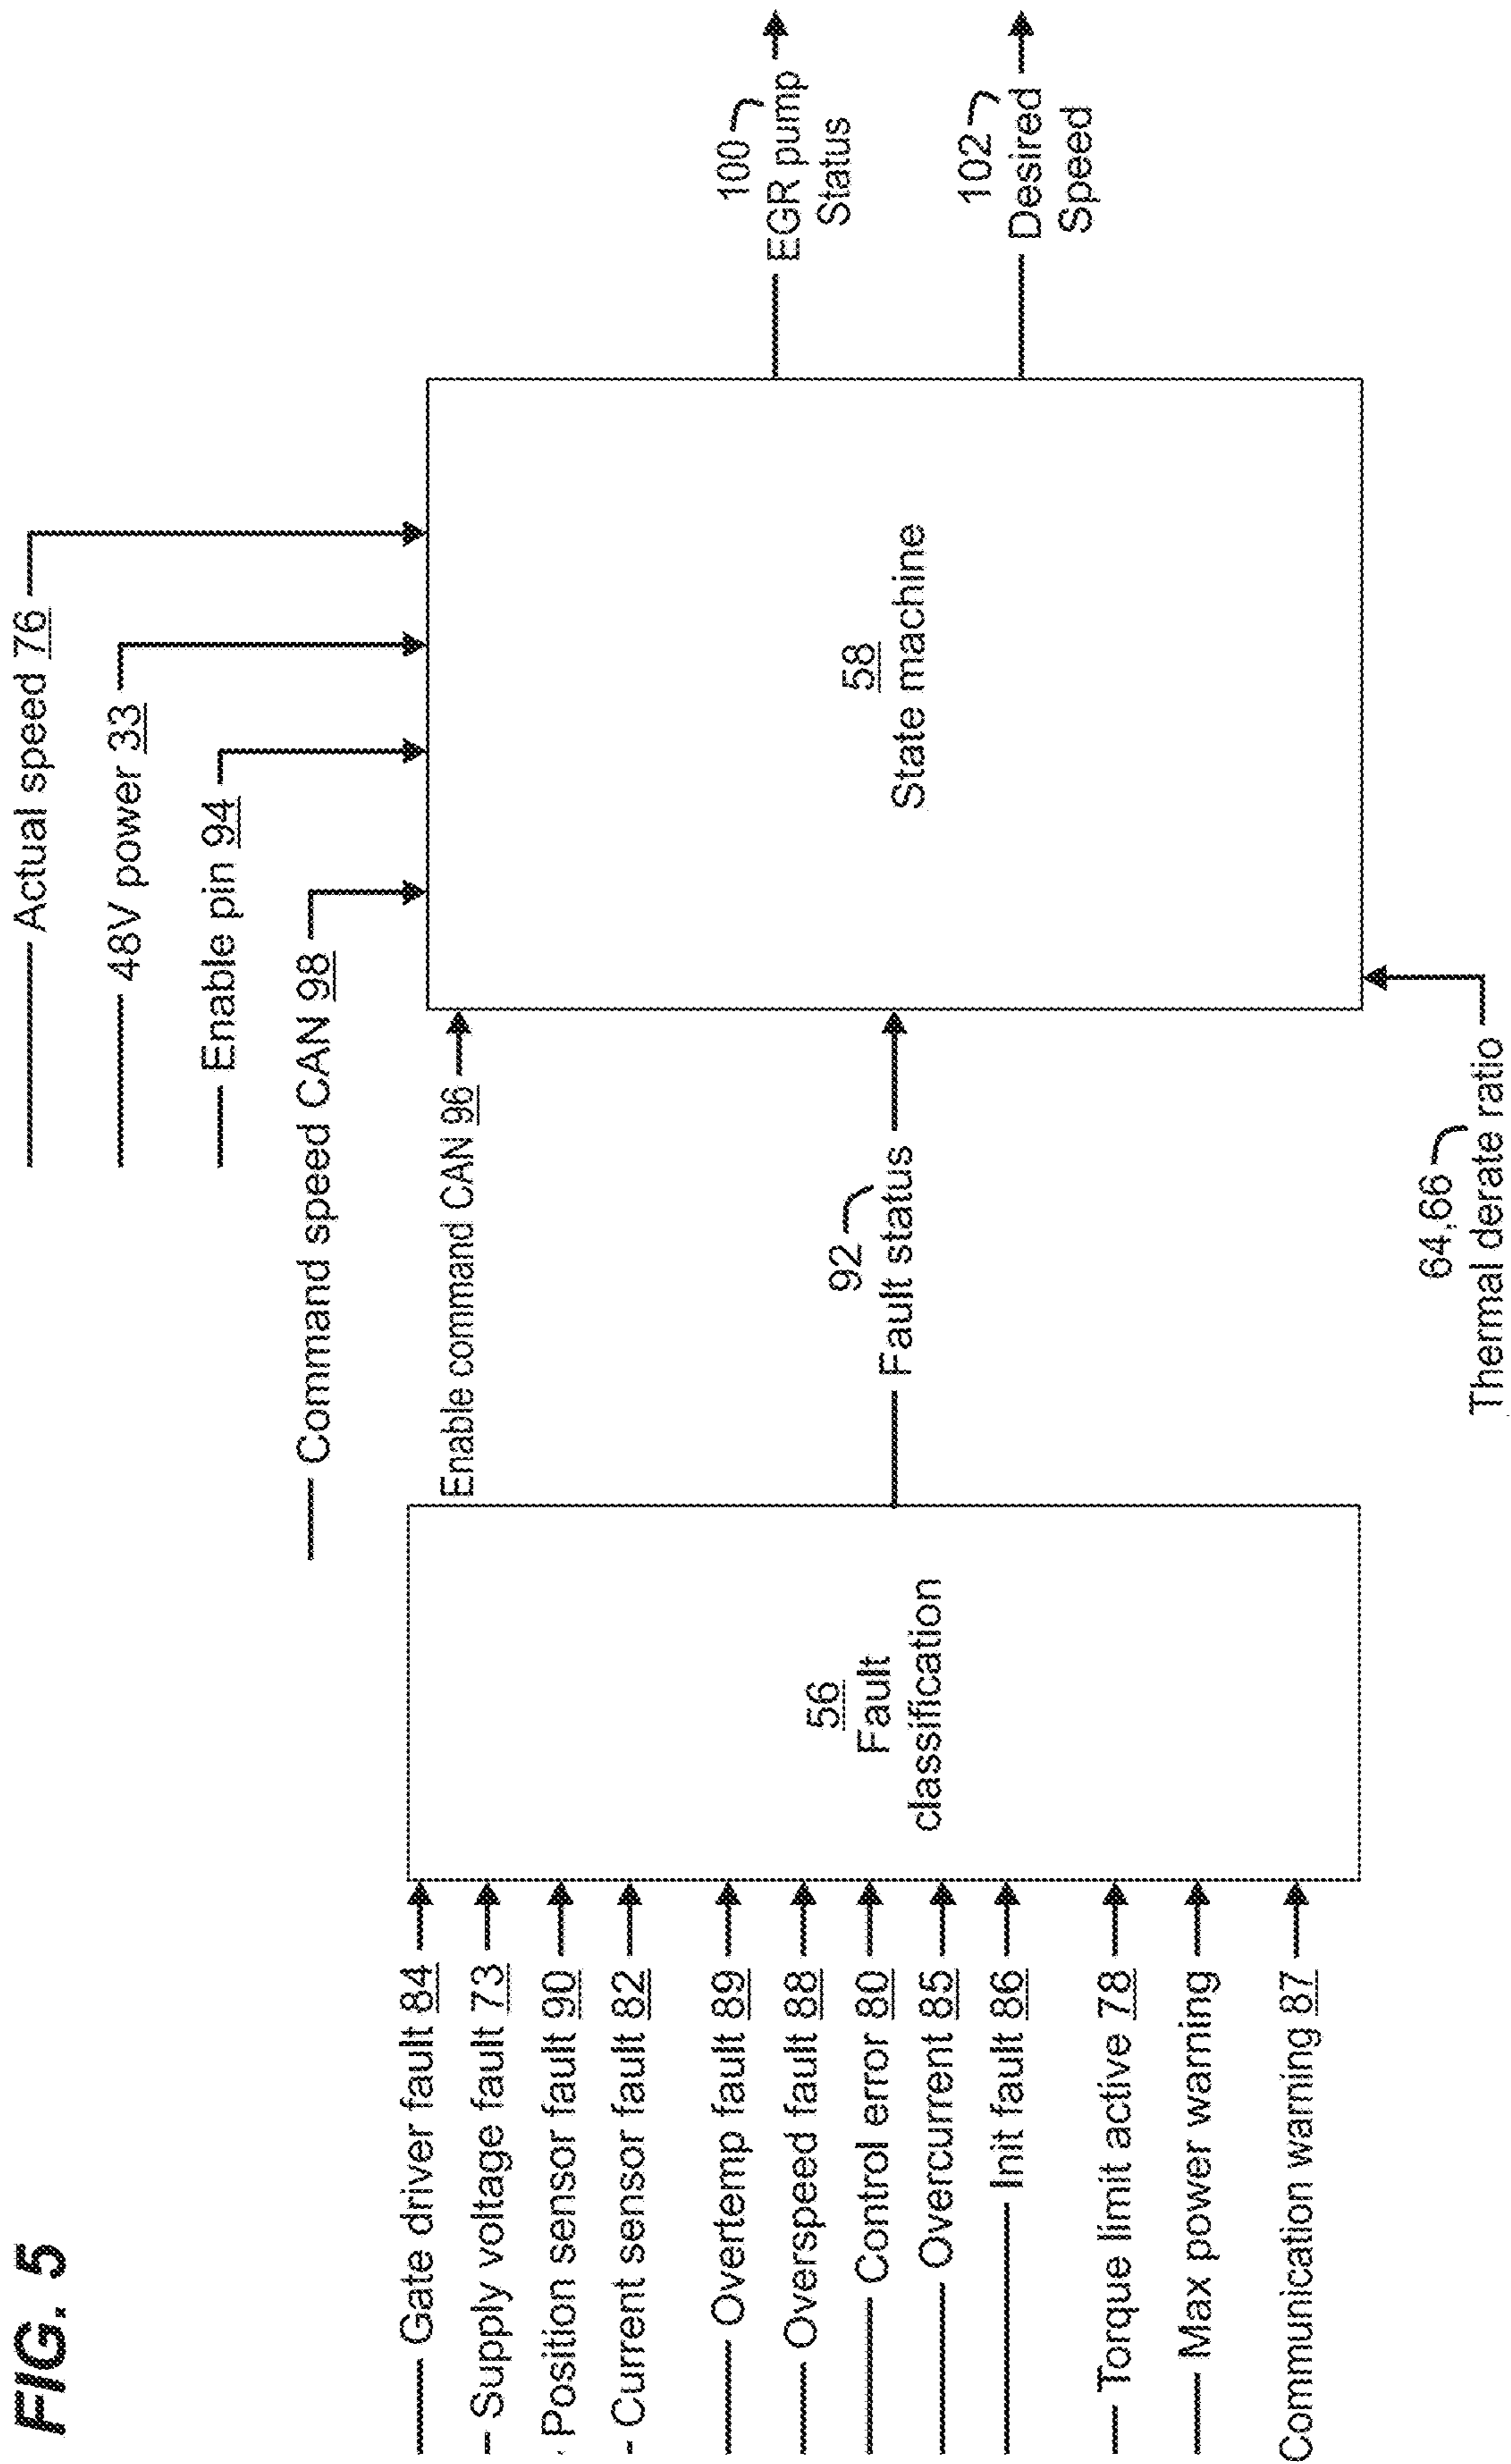 FIG. 5
Actual speed 76
48V power 33
Enable pin 94
Command speed CAN 98
Enable command CAN 96
Gate driver fault 84
Supply voltage fault 73
Position sensor fault 90
Current sensor fault 82
Overtemp fault 89
Overspeed fault 88
Control error 80
Overcurrent 85
Init fault 86
Torque limit active 78
Max power warning
Communication warning 87
56
Fault
classification
92
Fault status
58
State machine
64,66
Thermal derate ratio
100
EGR pump
Status
102
Desired
Speed